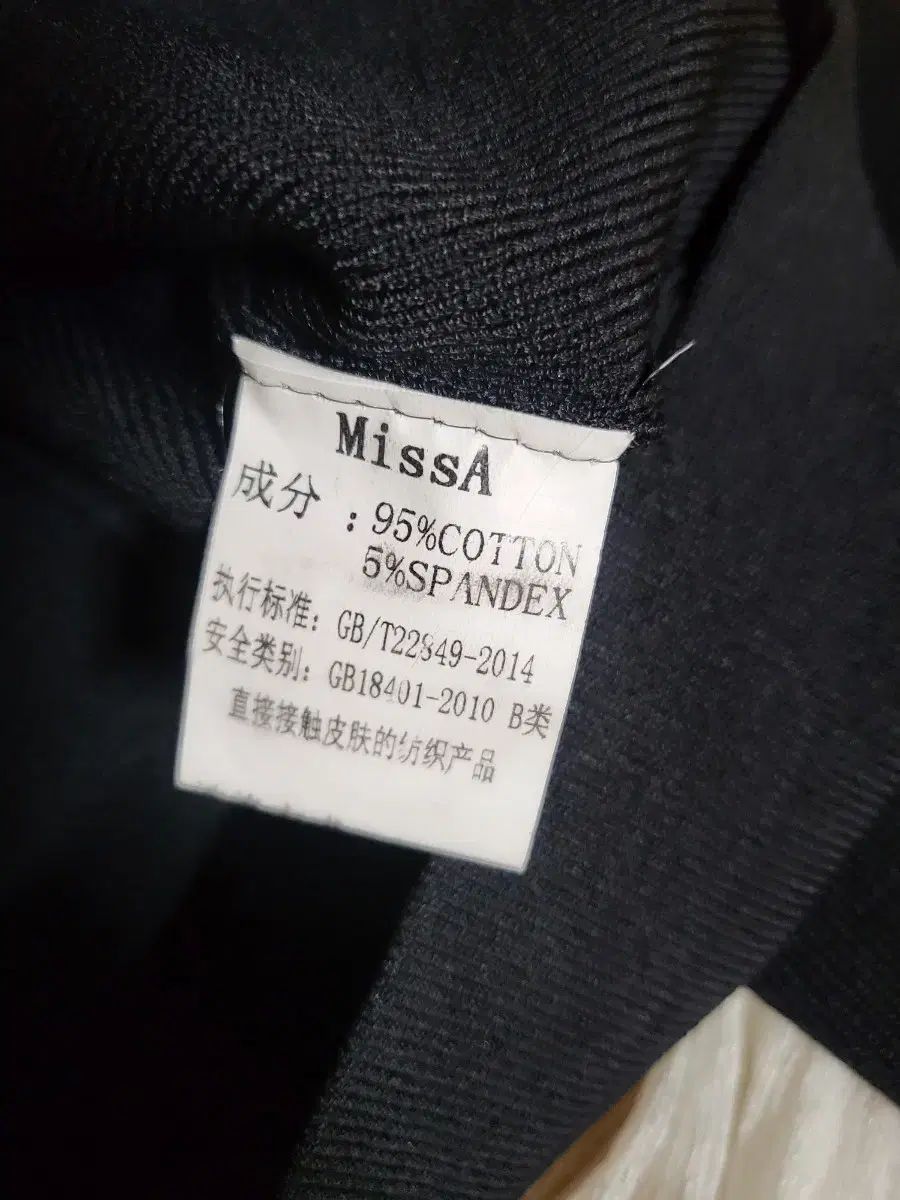 MissA
成分：95%COTTON
5%SPANDEX
执行标准：GB/T22849-2014
安全类别：GB18401-2010 B类
直接接触皮肤的纺织产品